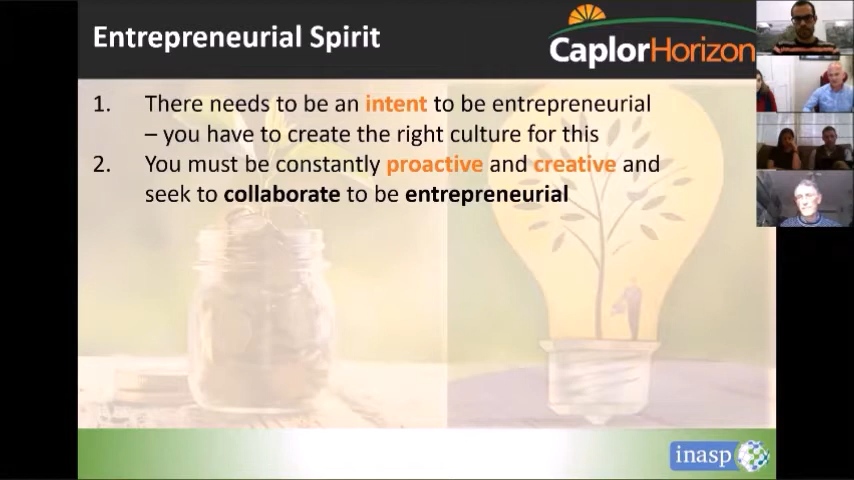 Entrepreneurial Spirit
CaplorHorizon
1. There needs to be an intent to be entrepreneurial
– you have to create the right culture for this
2. You must be constantly proactive and creative and
seek to collaborate to be entrepreneurial
inasp